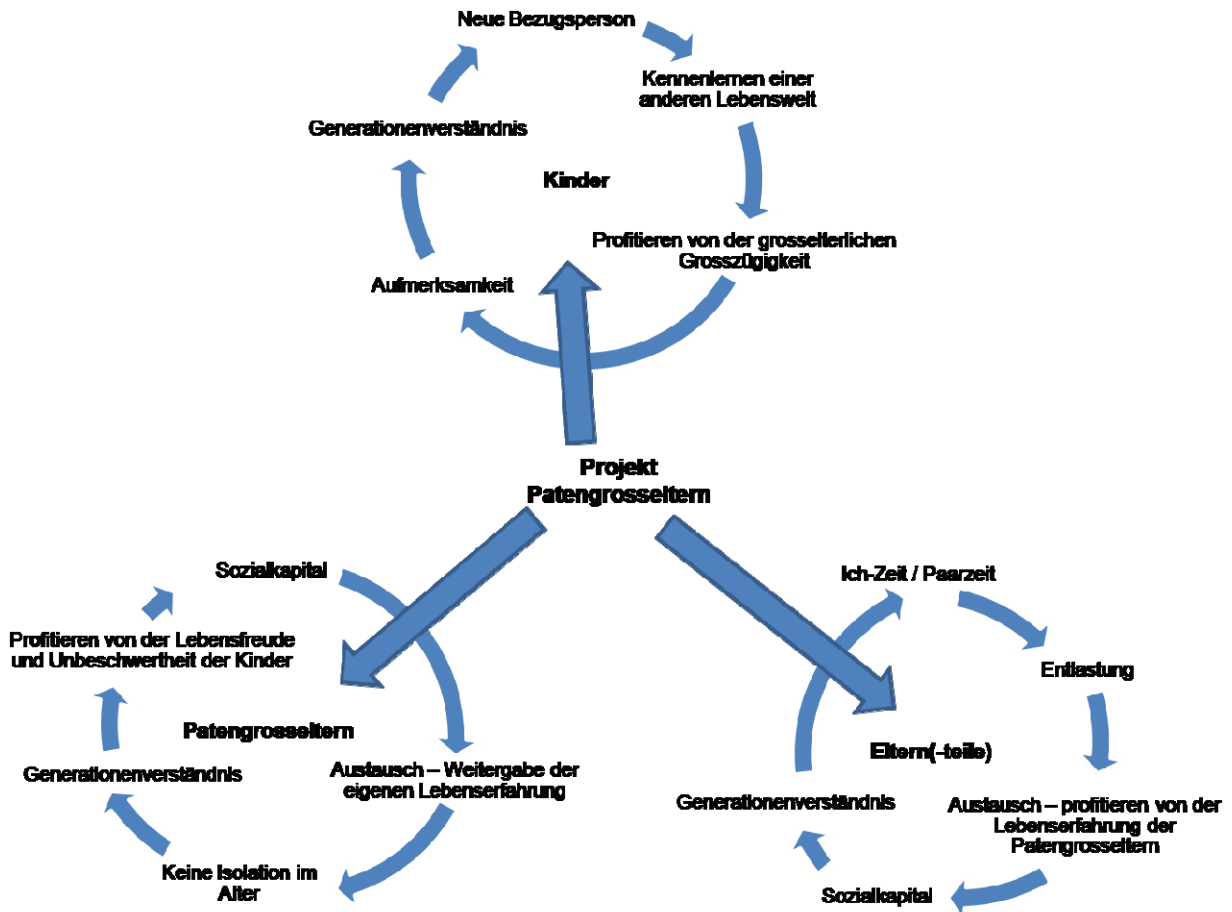 Neue Bezugsperson
Kennenlernen einer
anderen Lebenswelt
Generationenverständnis
Kinder
Profitieren von der grosselterlichen
Grosszügigkeit
Aufmerksamkeit
Projekt
Patengrosseltern
Sozialkapital
Profitieren von der Lebensfreude
und Unbeschwertheit der Kinder
Patengrosseltern
Generationenverständnis
Austausch – Weitergabe der
eigenen Lebenserfahrung
Keine Isolation im
Alter
Ich-Zeit / Paarzeit
Entlastung
Eltern(-teile)
Generationenverständnis
Austausch – profitieren von der
Lebenserfahrung der
Patengrosseltern
Sozialkapital